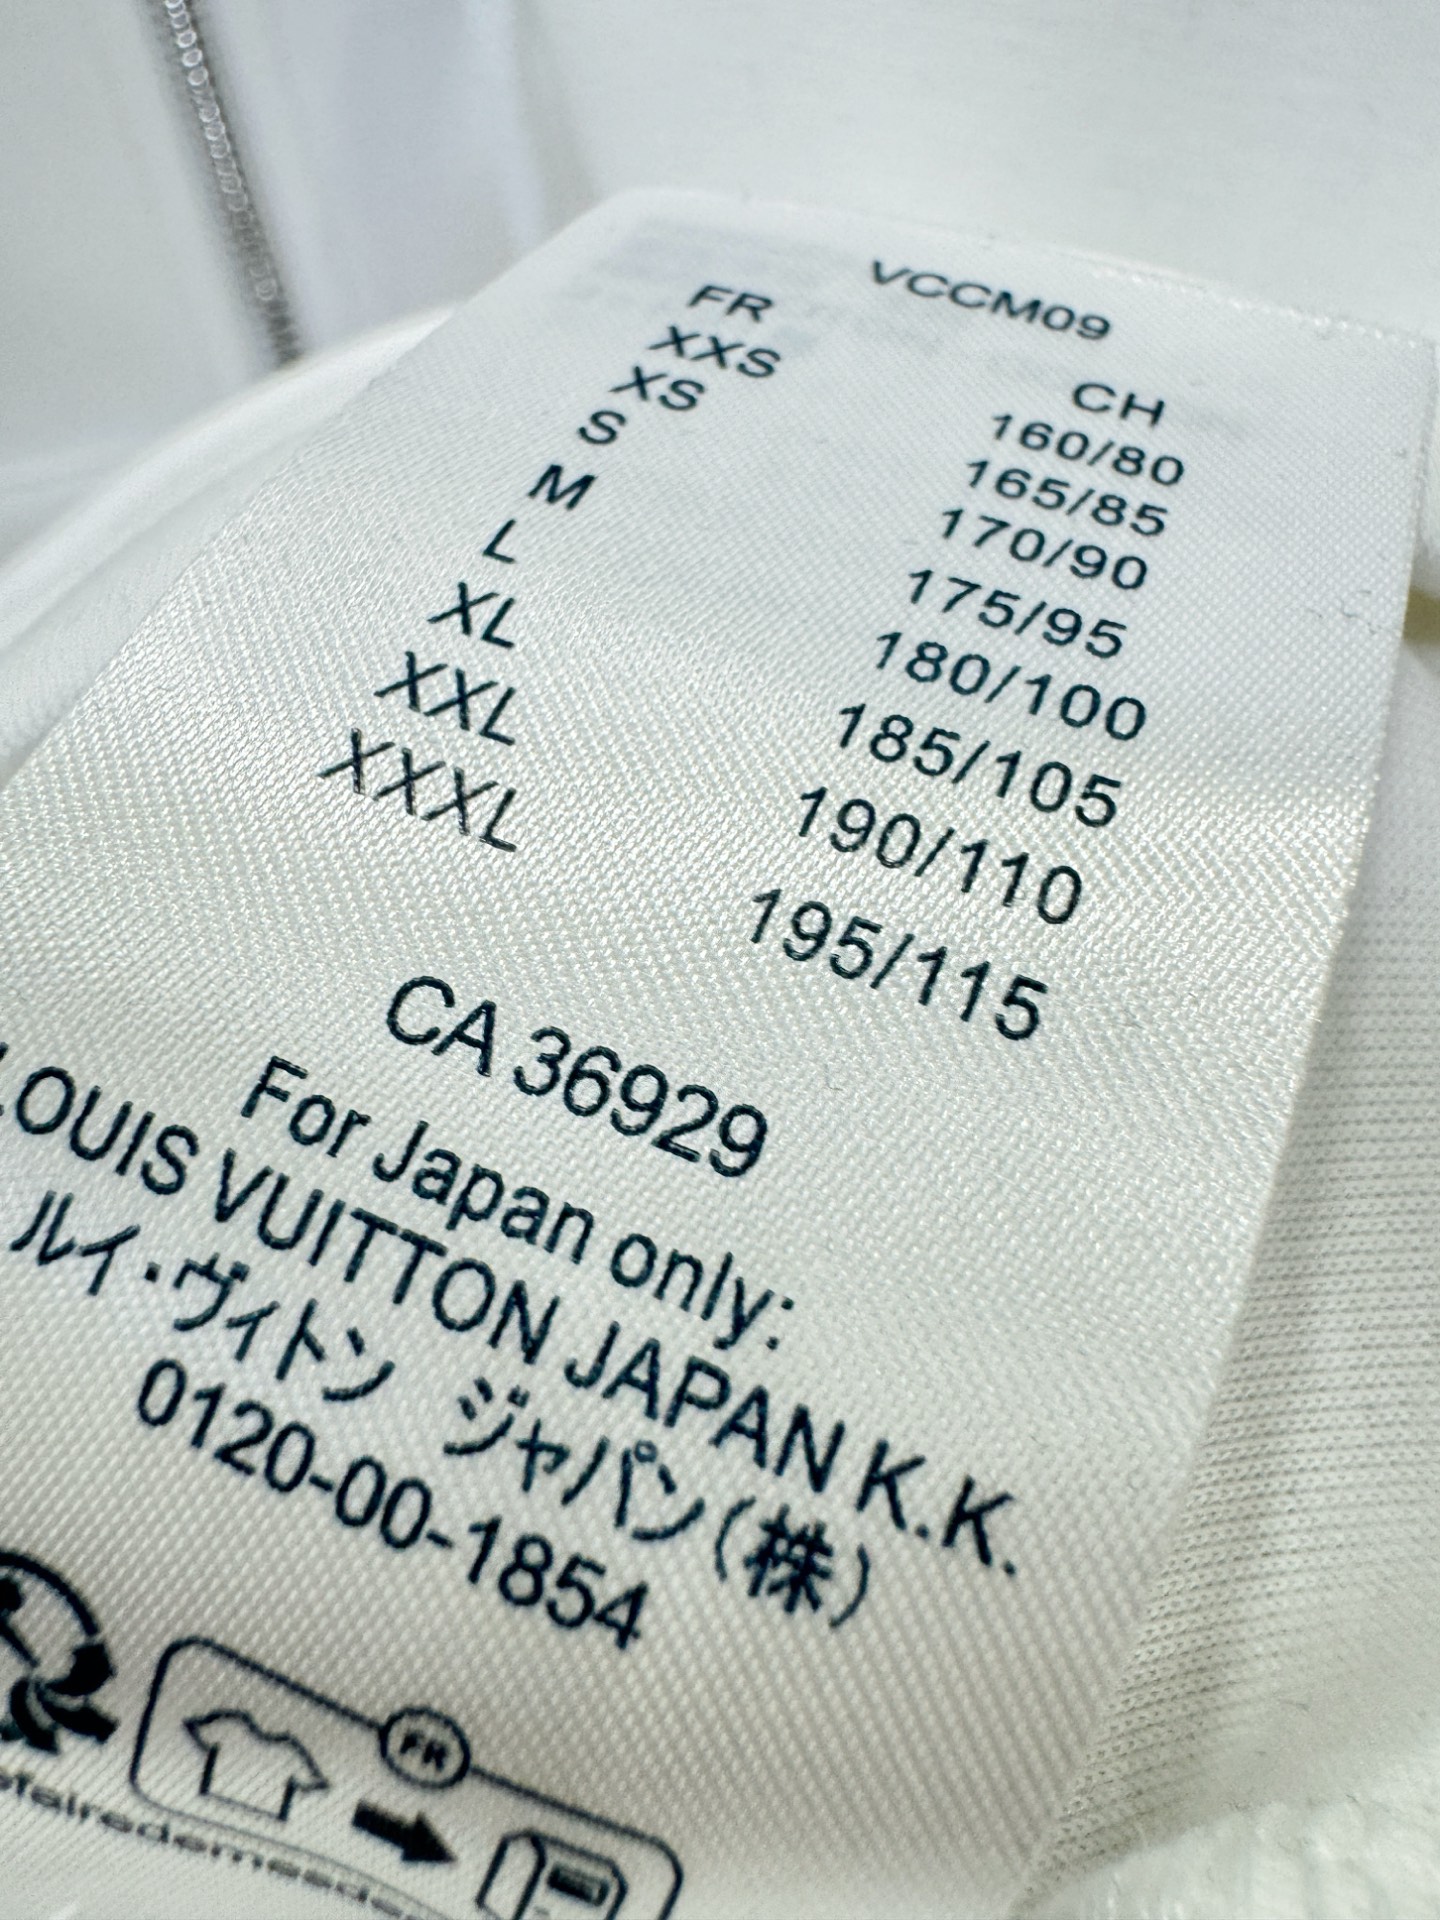 VCCM09
FR CH
XXS 160/80
XS 165/85
S 170/90
M 175/95
L 180/100
XL 185/105
XXL 190/110
XXXL 195/115
CA 36929
For Japan only:
LOUIS VUITTON JAPAN K.K.
ルイ・ヴィトン ジャパン(株)
0120-00-1854
FR